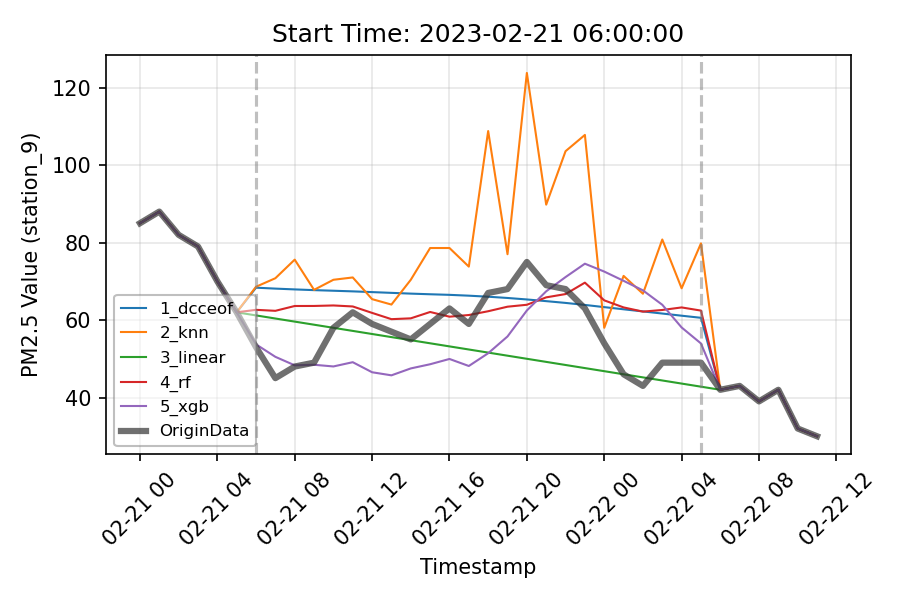 Start Time: 2023-02-21 06:00:00
PM2.5 Value (station_9)
120
100
80
60
40
1_dcceof
2_knn
3_linear
4_rf
5_xgb
OriginData
02-21 00
02-21 04
02-21 08
02-21 12
02-21 16
02-21 20
02-22 00
02-22 04
02-22 08
02-22 12
Timestamp